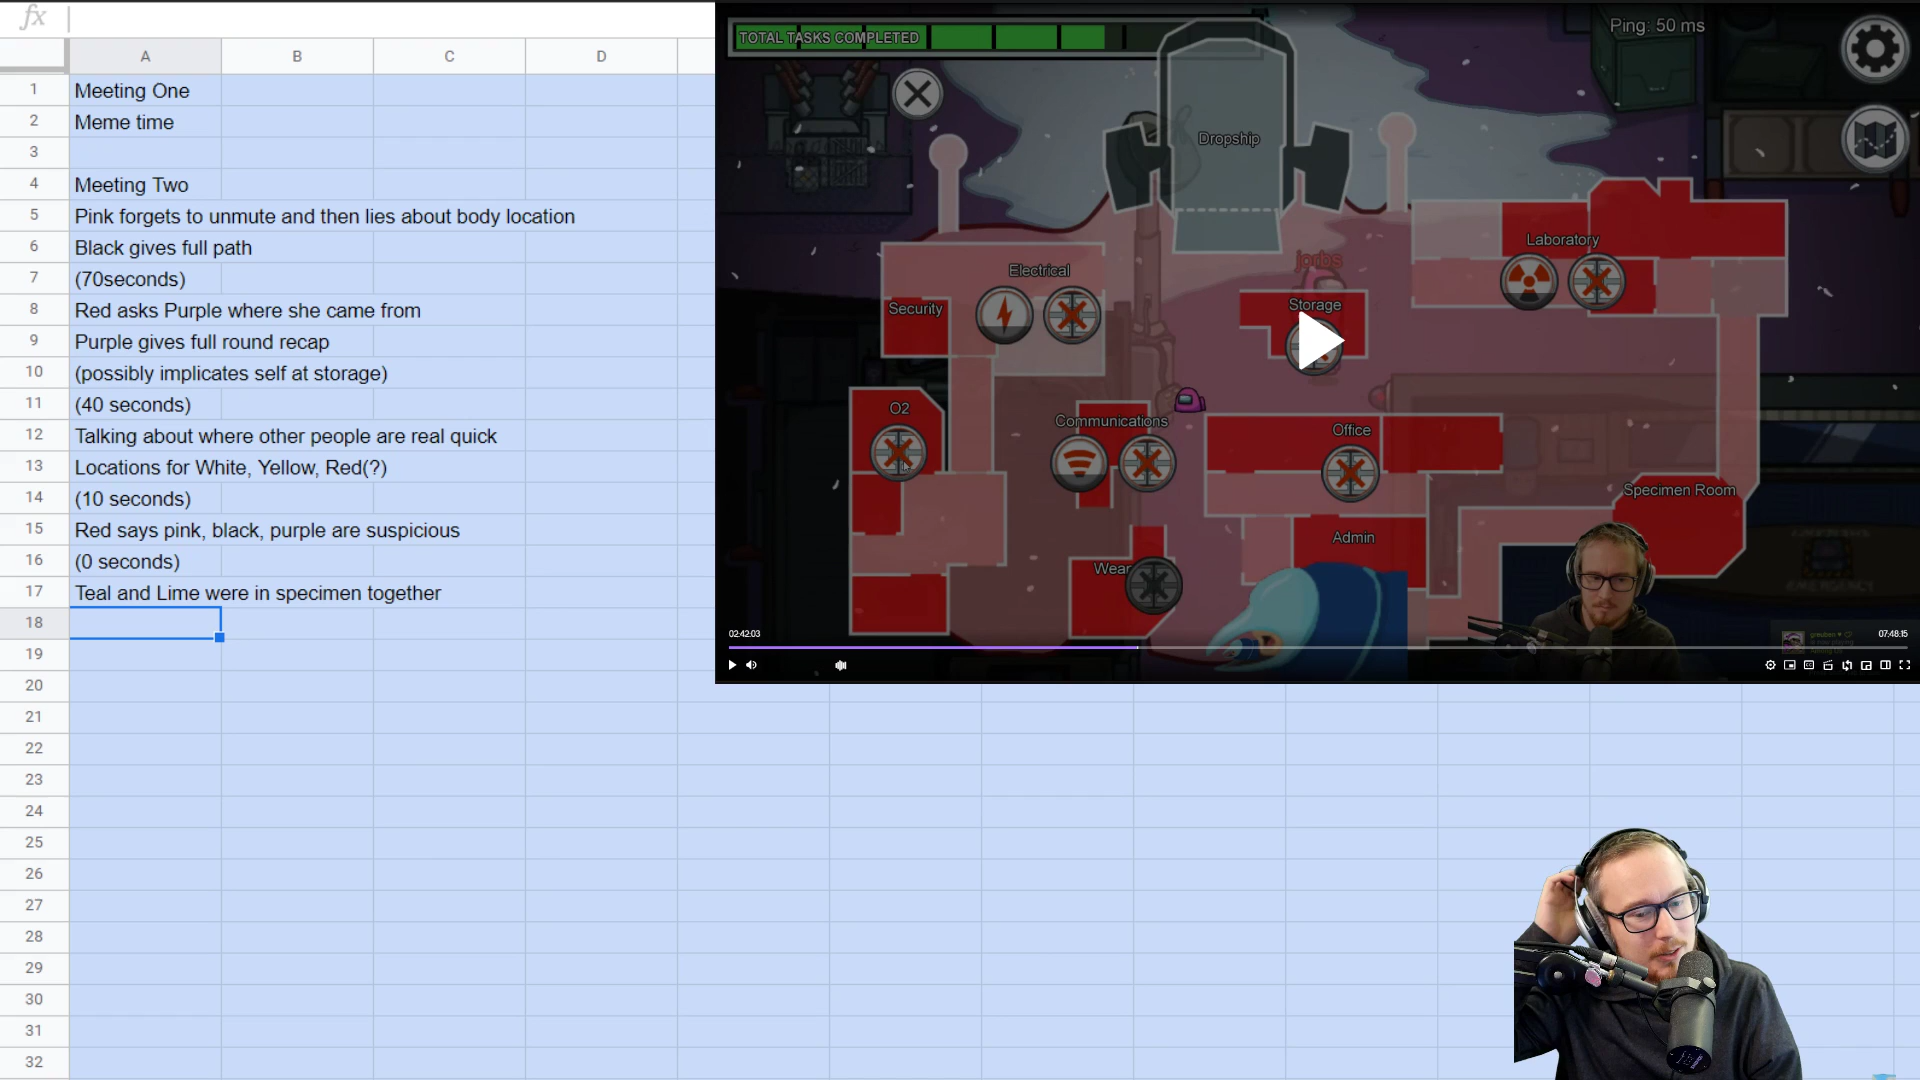 fx
A B C D
1 Meeting One
2 Meme time
3
4 Meeting Two
5 Pink forgets to unmute and then lies about body location
6 Black gives full path
7 (70seconds)
8 Red asks Purple where she came from
9 Purple gives full round recap
10 (possibly implicates self at storage)
11 (40 seconds)
12 Talking about where other people are real quick
13 Locations for White, Yellow, Red(?)
14 (10 seconds)
15 Red says pink, black, purple are suspicious
16 (0 seconds)
17 Teal and Lime were in specimen together
18
19
20
21
22
23
24
25
26
27
28
29
30
31
32
TOTAL TASKS COMPLETED
Ping: 50 ms
Dropship
Laboratory
jorbs
Electrical
Storage
Security
O2
Communications
Office
Specimen Room
Admin
Weap
EMERGENCY
02:42:03
07:48:15